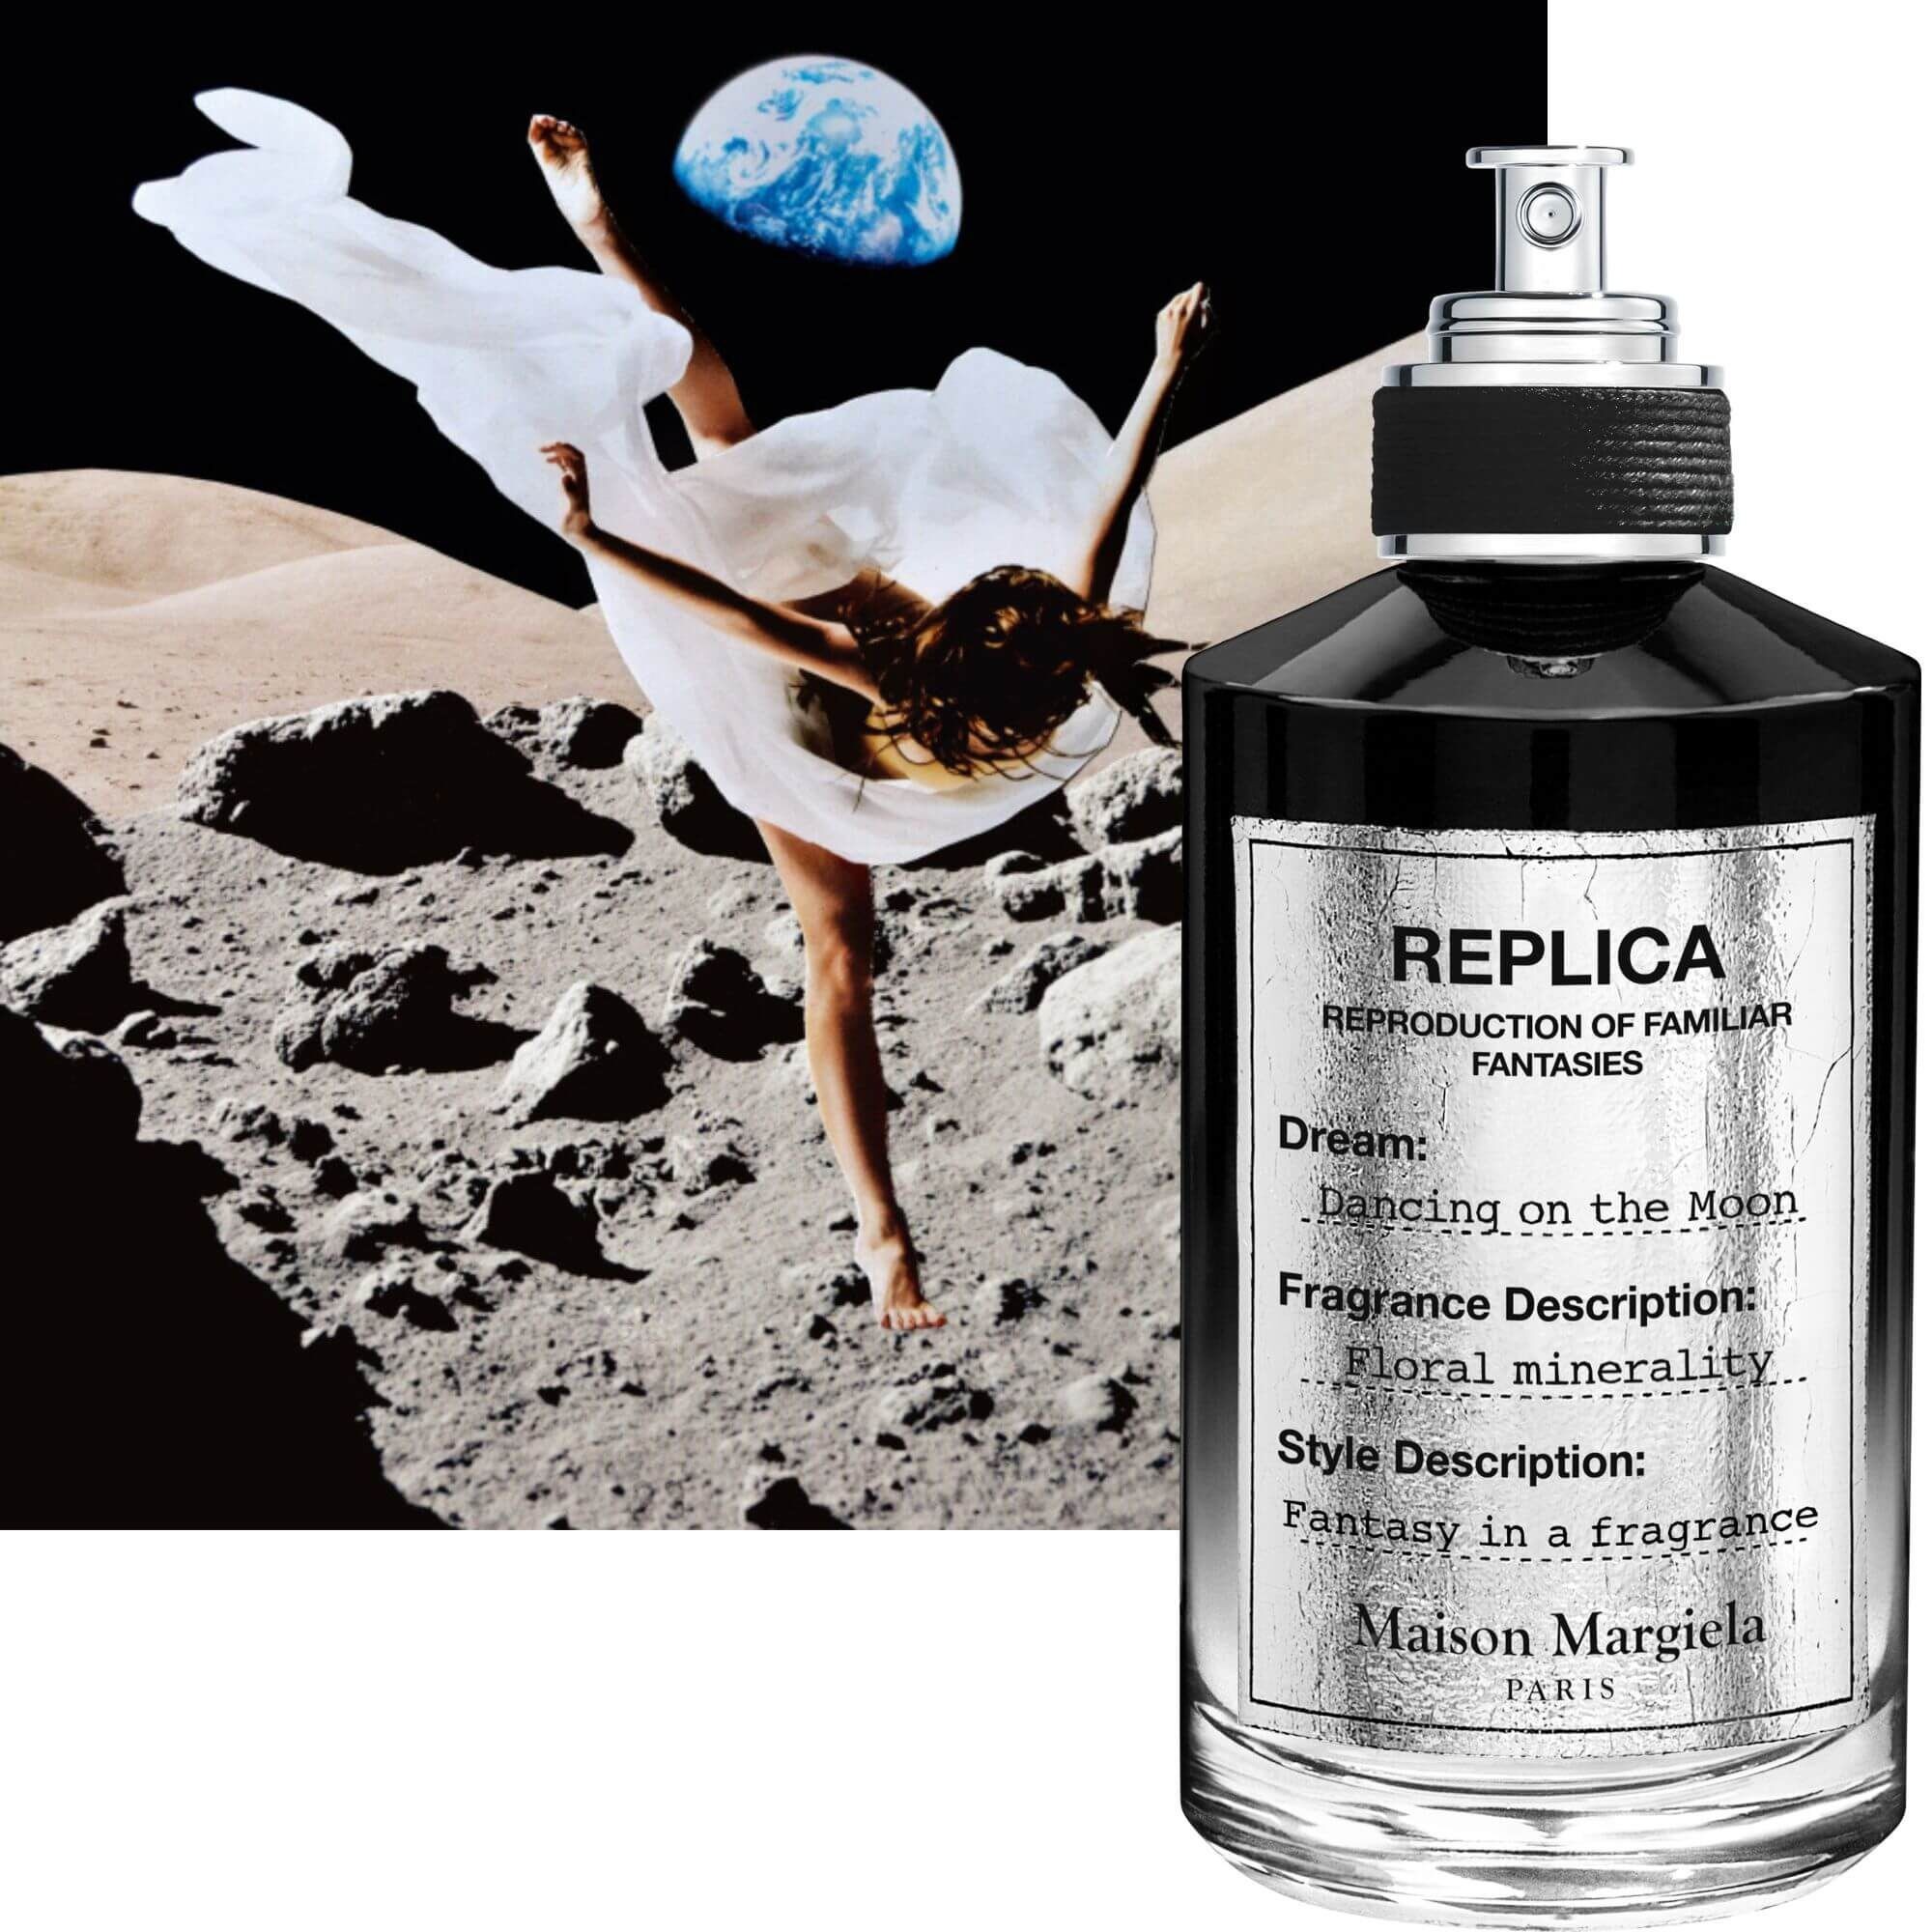 REPLICA
REPRODUCTION OF FAMILIAR
FANTASIES
Dream:
Dancing on the Moon
Fragrance Description:
Floral minerality
Style Description:
Fantasy in a fragrance
Maison Margiela
PARIS